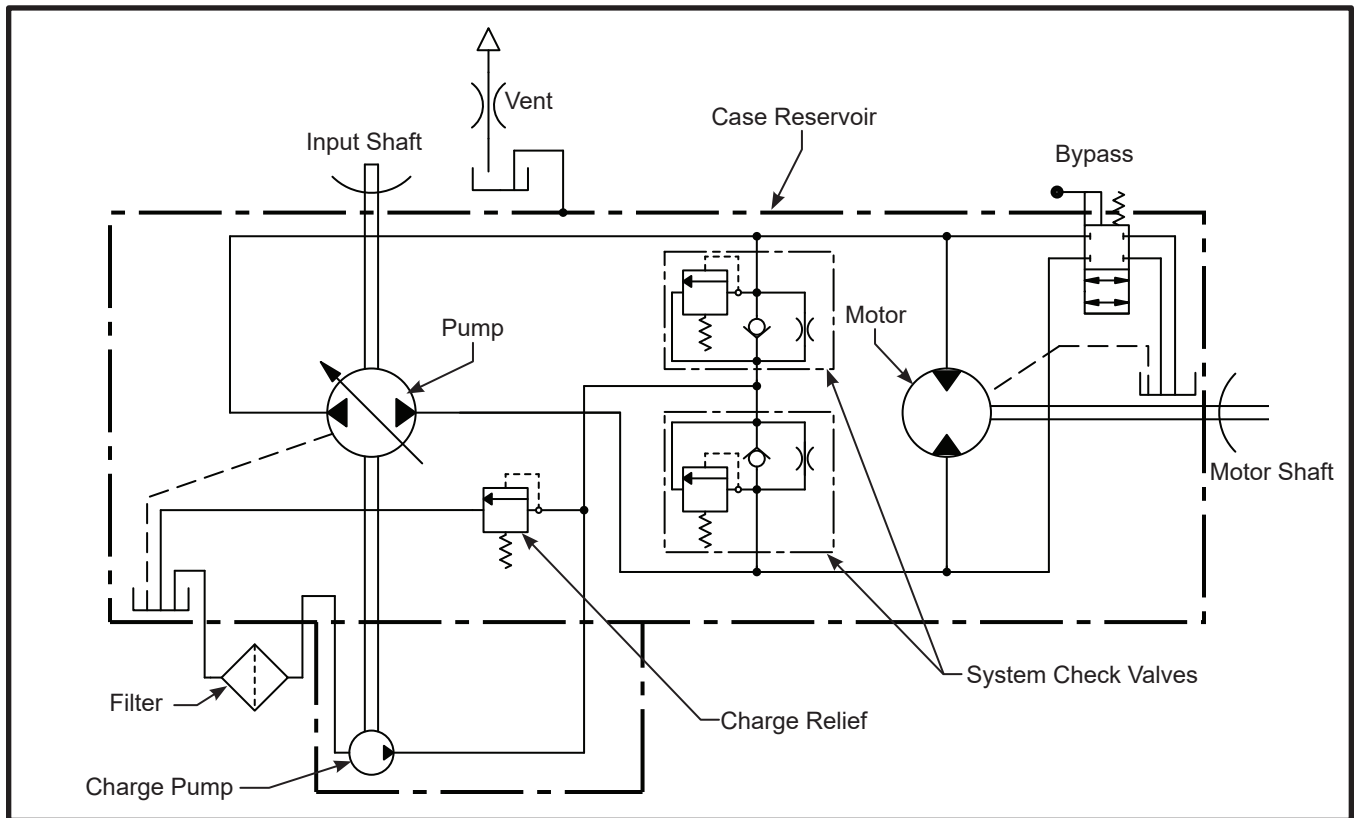 Vent
Case Reservoir
Input Shaft
Bypass
Pump
Motor
Motor Shaft
System Check Valves
Filter
Charge Relief
Charge Pump